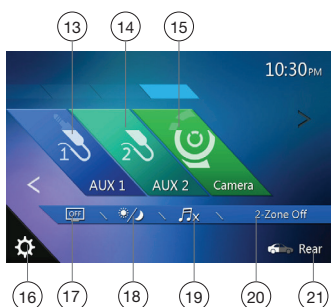 13 14 15
10:30PM
1 2
AUX 1 AUX 2 Camera
OFF 2-Zone Off
Rear
16 17 18 19 20 21